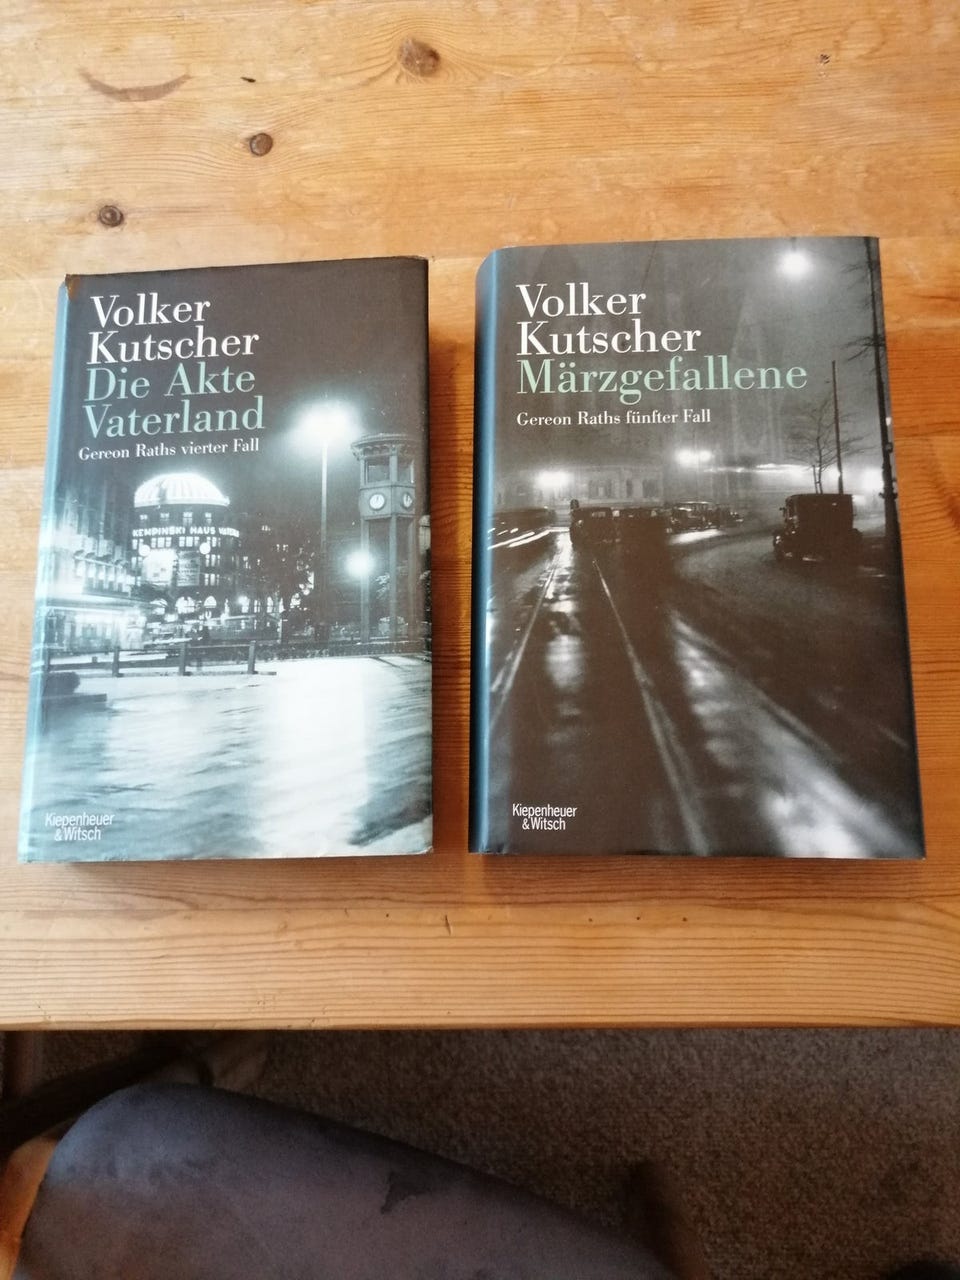 Volker
Kutscher
Die Akte
Vaterland
Gereon Raths vierter Fall
KEMPINSKI HAUS
Kiepenheuer
&Witsch
Volker
Kutscher
Märzgefallene
Gereon Raths fünfter Fall
Kiepenheuer
&Witsch